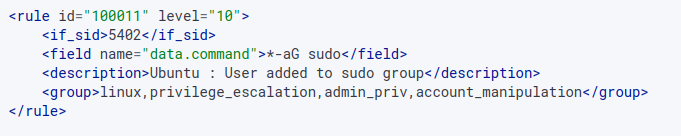 <rule id="100011" level="10">
    <if_sid>5402</if_sid>
    <field name="data.command">*-aG sudo</field>
    <description>Ubuntu : User added to sudo group</description>
    <group>linux,privilege_escalation,admin_priv,account_manipulation</group>
</rule>